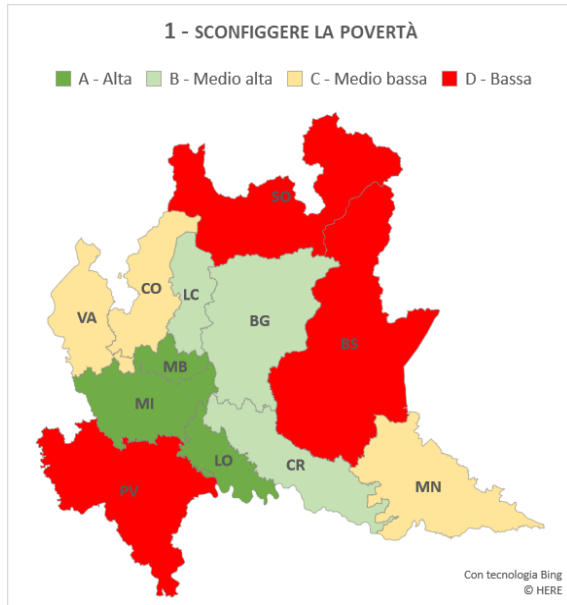 1 - SCONFIGGERE LA POVERTÀ
A - Alta B - Medio alta C - Medio bassa D - Bassa
SO
CO
LC
VA
BG
BS
MB
MI
LO
CR
PV
MN
Con tecnologia Bing
© HERE